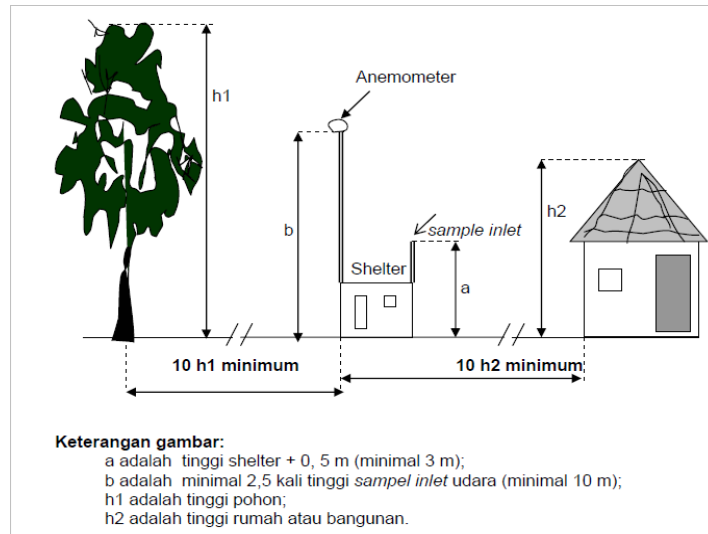 Anemometer
h1
b
sample inlet
h2
Shelter
a
10 h1 minimum
10 h2 minimum
Keterangan gambar:
a adalah tinggi shelter + 0, 5 m (minimal 3 m);
b adalah minimal 2,5 kali tinggi sampel inlet udara (minimal 10 m);
h1 adalah tinggi pohon;
h2 adalah tinggi rumah atau bangunan.